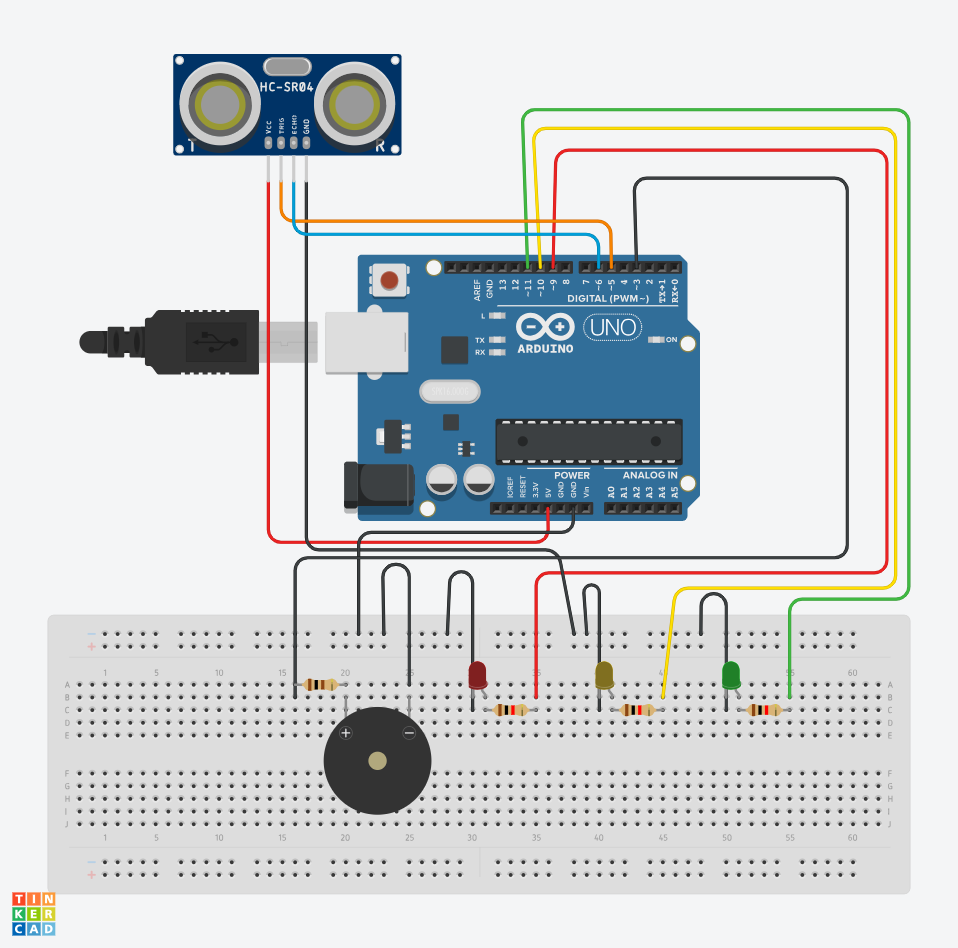 HC-SR04
VCC
TRIG
ECHO
GND
T
R
AREF
GND
13
12
~11
~10
~9
8
7
~6
~5
4
~3
2
TX→1
RX←0
DIGITAL (PWM~)
L
TX
RX
ARDUINO
UNO
ON
POWER
ANALOG IN
IOREF
RESET
3.3V
5V
GND
GND
Vin
A0
A1
A2
A3
A4
A5
1 5 10 15 20 25 30 35 40 45 50 55 60
A A
B B
C C
D D
E E
F F
G G
H H
I I
J J
1 5 10 15 20 25 30 35 40 45 50 55 60
TIN
KER
CAD